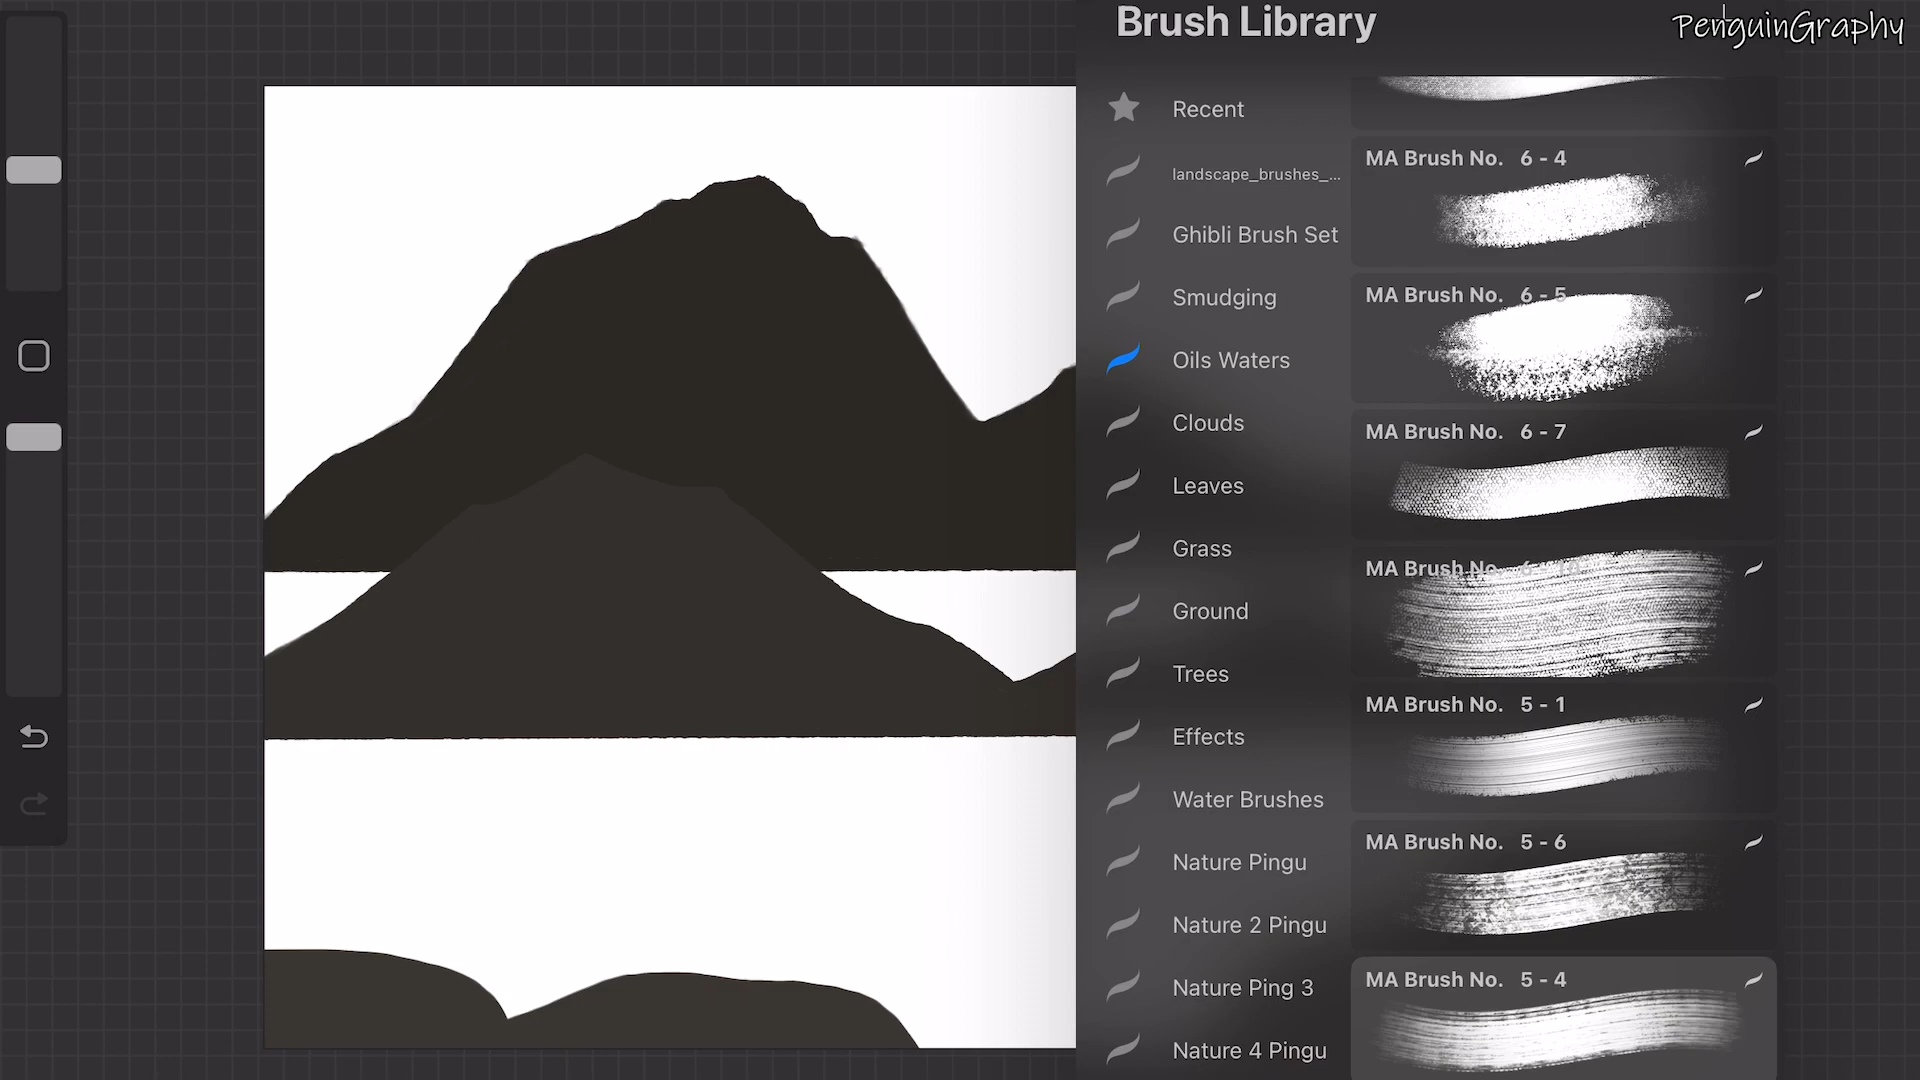 Brush Library
PenguinGraphy
Recent
landscape_brushes_...
Ghibli Brush Set
Smudging
Oils Waters
Clouds
Leaves
Grass
Ground
Trees
Effects
Water Brushes
Nature Pingu
Nature 2 Pingu
Nature Ping 3
Nature 4 Pingu
MA Brush No. 6 - 4
MA Brush No. 6 - 5
MA Brush No. 6 - 7
MA Brush No.
MA Brush No. 5 - 1
MA Brush No. 5 - 6
MA Brush No. 5 - 4